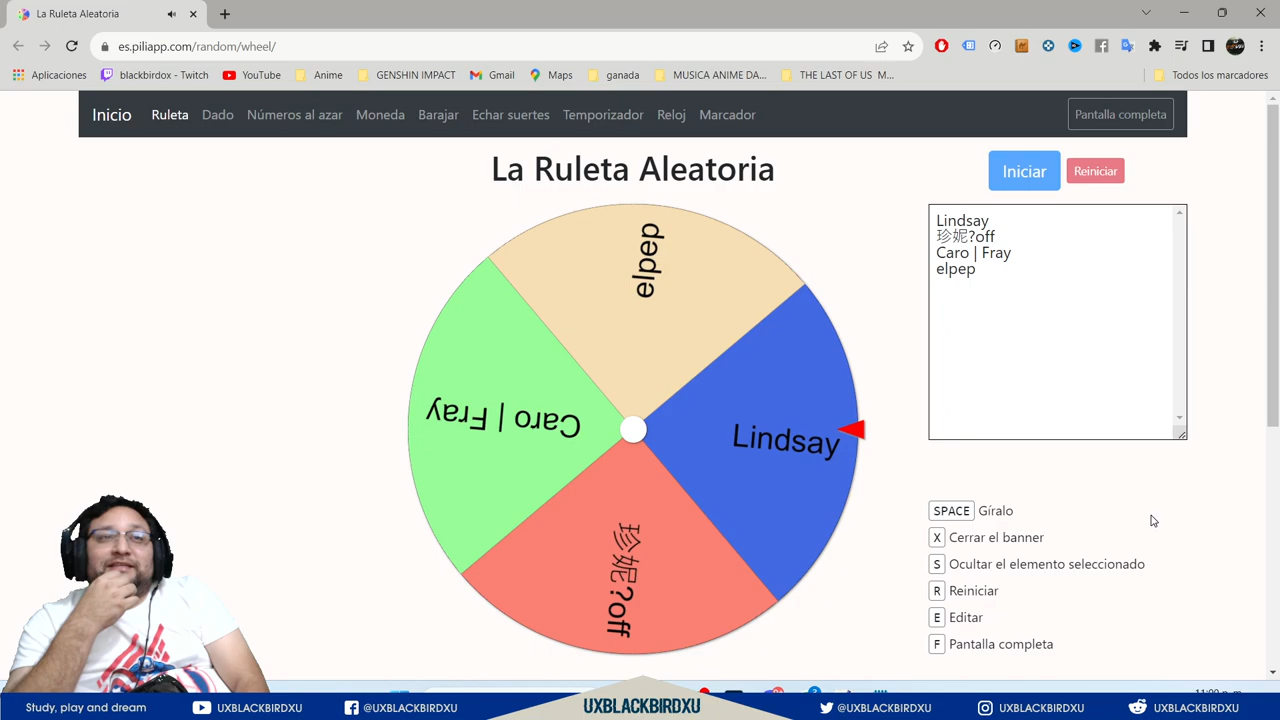 La Ruleta Aleatoria
es.piliapp.com/random/wheel/
Aplicaciones
blackbirdox - Twitch
YouTube
Anime
GENSHIN IMPACT
Gmail
Maps
ganada
MUSICA ANIME DA...
THE LAST OF US M...
Todos los marcadores
Inicio Ruleta Dado Números al azar Moneda Barajar Echar suertes Temporizador Reloj Marcador Pantalla completa
La Ruleta Aleatoria
Iniciar Reiniciar
Lindsay
珍妮?off
Caro | Fray
elpep
elpep
Lindsay
Caro | Fray
珍妮?off
SPACE Gíralo
X Cerrar el banner
S Ocultar el elemento seleccionado
R Reiniciar
E Editar
F Pantalla completa
Study, play and dream
UXBLACKBIRDXU
@UXBLACKBIRDXU
UXBLACKBIRDXU
@UXBLACKBIRDXU
UXBLACKBIRDXU
UXBLACKBIRDXU